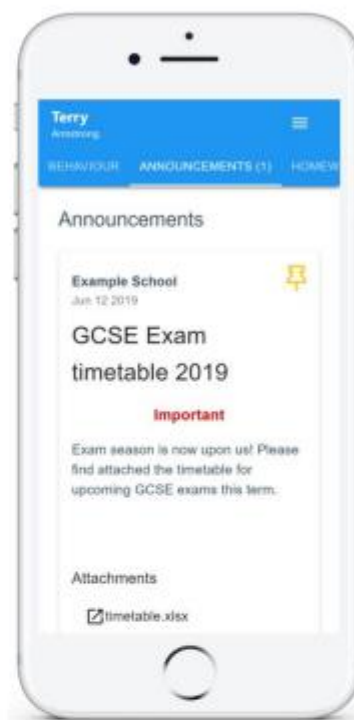 Terry
Armstrong
BEHAVIOUR ANNOUNCEMENTS (1) HOMEW
Announcements
Example School
Jun 12 2019
GCSE Exam
timetable 2019
Important
Exam season is now upon us! Please
find attached the timetable for
upcoming GCSE exams this term.
Attachments
timetable.xlsx